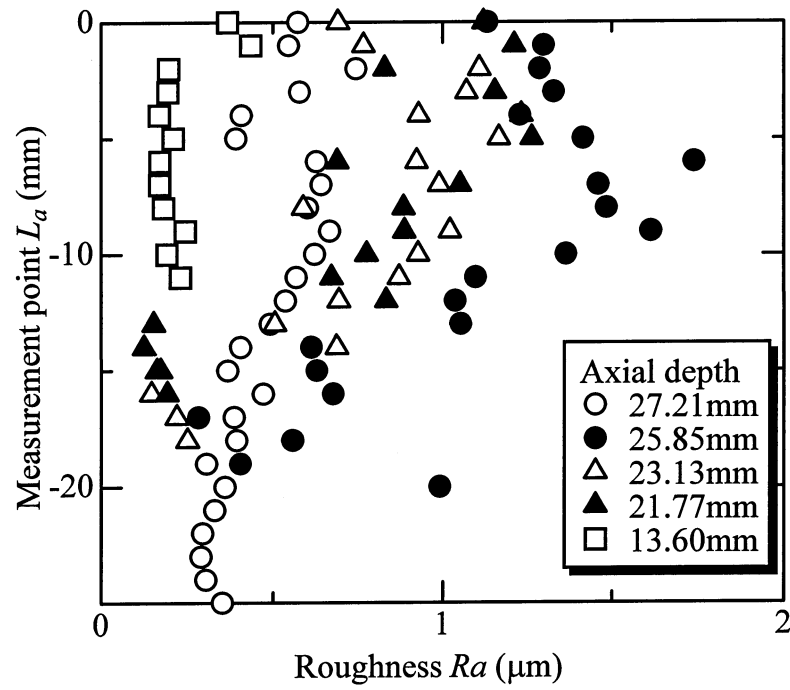 0
-10
-20
Measurement point La (mm)
Axial depth
27.21mm
25.85mm
23.13mm
21.77mm
13.60mm
0
1
2
Roughness Ra (μm)